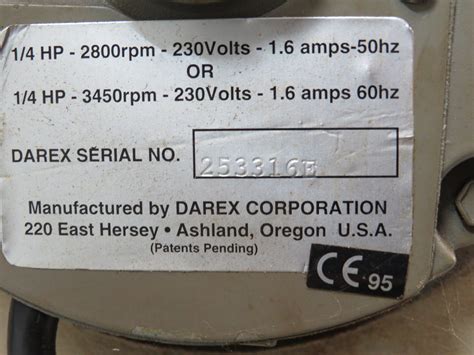 1/4 HP - 2800rpm - 230Volts - 1.6 amps-50hz
OR
1/4 HP - 3450rpm - 230Volts - 1.6 amps 60hz
DAREX SERIAL NO. 253316E
Manufactured by DAREX CORPORATION
220 East Hersey • Ashland, Oregon U.S.A.
(Patents Pending)
CE 95